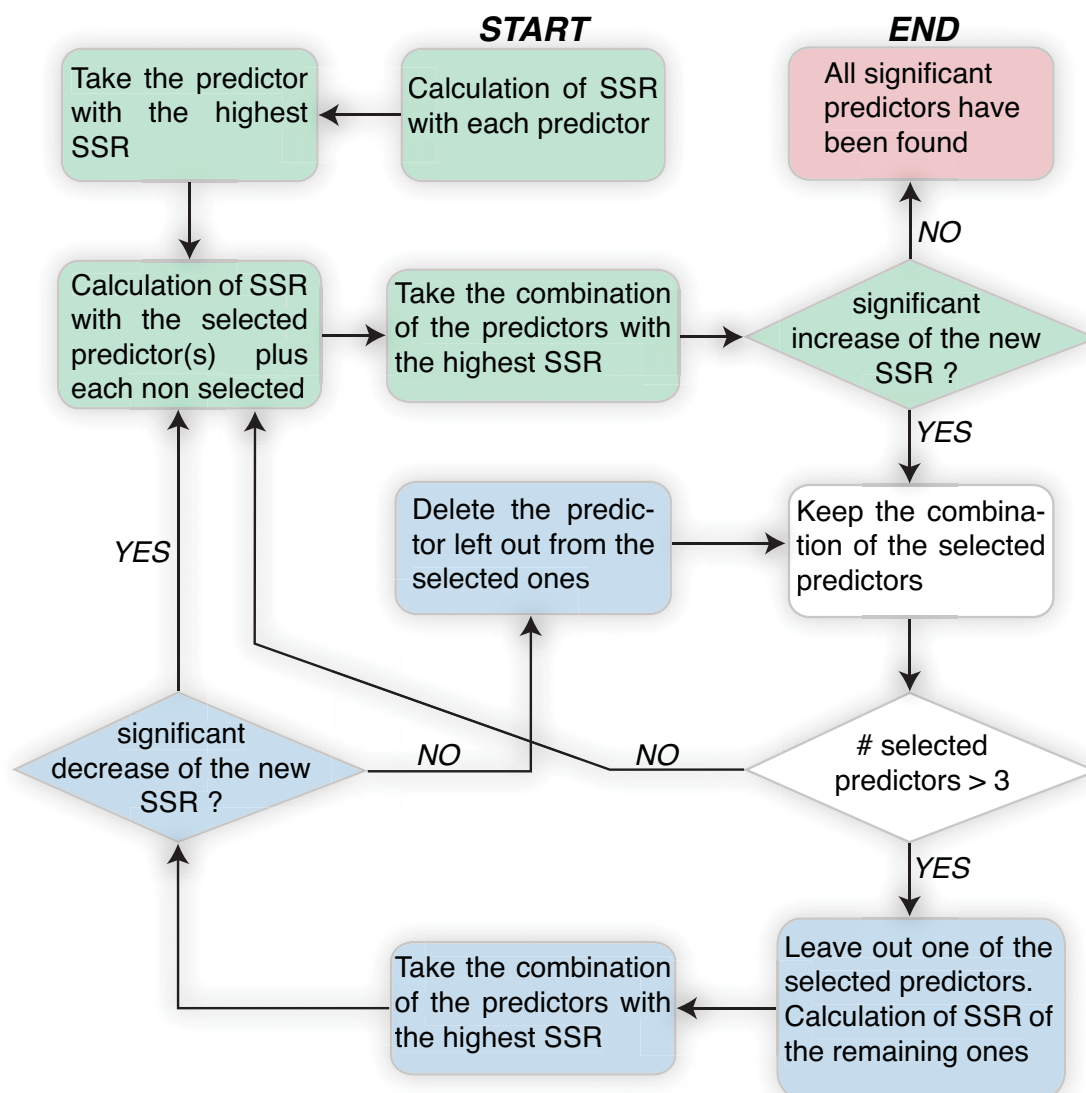 START
END
Take the predictor
with the highest
SSR
Calculation of SSR
with each predictor
All significant
predictors have
been found
NO
Calculation of SSR
with the selected
predictor(s) plus
each non selected
Take the combination
of the predictors with
the highest SSR
significant
increase of the new
SSR ?
YES
Delete the predic-
tor left out from the
selected ones
Keep the combina-
tion of the selected
predictors
YES
significant
decrease of the new
SSR ?
NO
NO
# selected
predictors > 3
YES
Take the combination
of the predictors with
the highest SSR
Leave out one of the
selected predictors.
Calculation of SSR of
the remaining ones